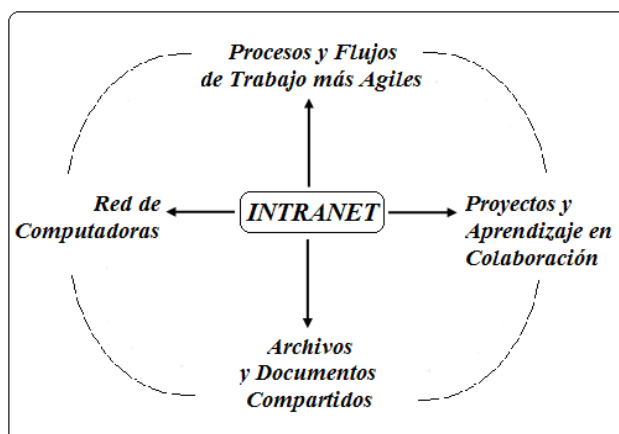 Procesos y Flujos
de Trabajo más Agiles
Red de
Computadoras
INTRANET
Proyectos y
Aprendizaje en
Colaboración
Archivos
y Documentos
Compartidos